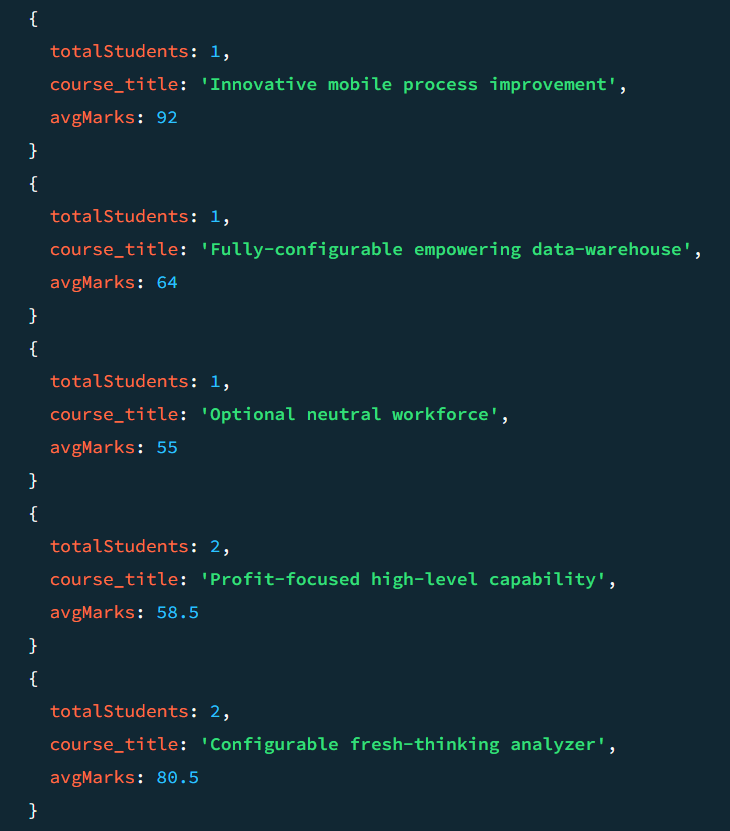 {
totalStudents: 1,
course_title: 'Innovative mobile process improvement',
avgMarks: 92
}
{
totalStudents: 1,
course_title: 'Fully-configurable empowering data-warehouse',
avgMarks: 64
}
{
totalStudents: 1,
course_title: 'Optional neutral workforce',
avgMarks: 55
}
{
totalStudents: 2,
course_title: 'Profit-focused high-level capability',
avgMarks: 58.5
}
{
totalStudents: 2,
course_title: 'Configurable fresh-thinking analyzer',
avgMarks: 80.5
}